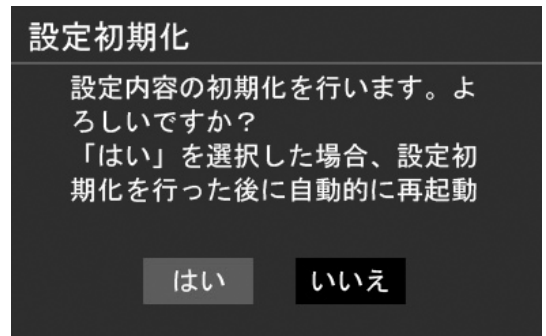 設定初期化
設定内容の初期化を行います。よ
ろしいですか？
「はい」を選択した場合、設定初
期化を行った後に自動的に再起動
はい
いいえ